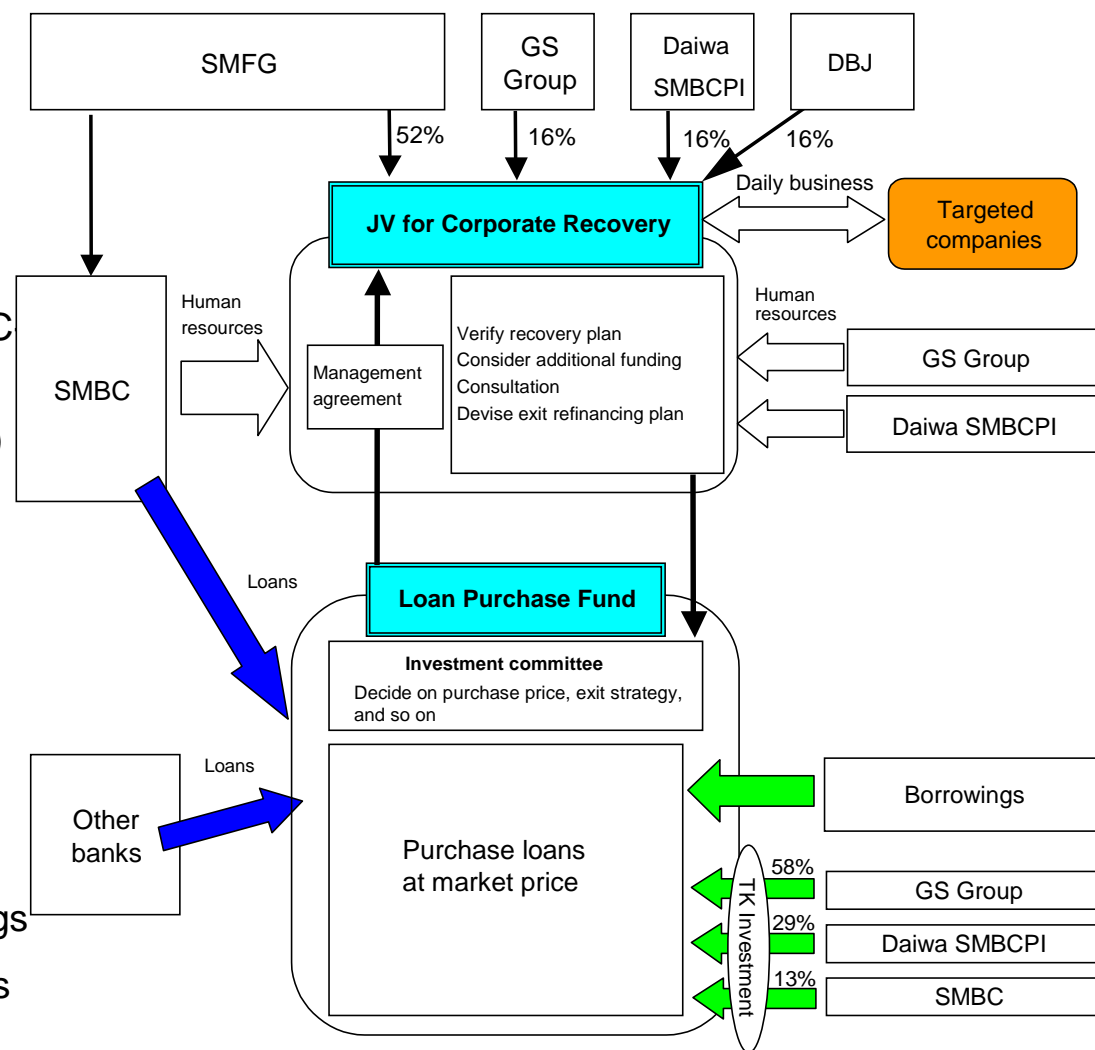 SMFG
GS
Group
Daiwa
SMBCPI
DBJ
52%
16%
16%
16%
JV for Corporate Recovery
Daily business
Targeted
companies
Human
resources
SMBC
Management
agreement
Verify recovery plan
Consider additional funding
Consultation
Devise exit refinancing plan
Human
resources
GS Group
Daiwa SMBCPI
Loans
Loan Purchase Fund
Investment committee
Decide on purchase price, exit strategy,
and so on
Loans
Other
banks
Purchase loans
at market price
Borrowings
TK Investment
58%
GS Group
29%
Daiwa SMBCPI
13%
SMBC